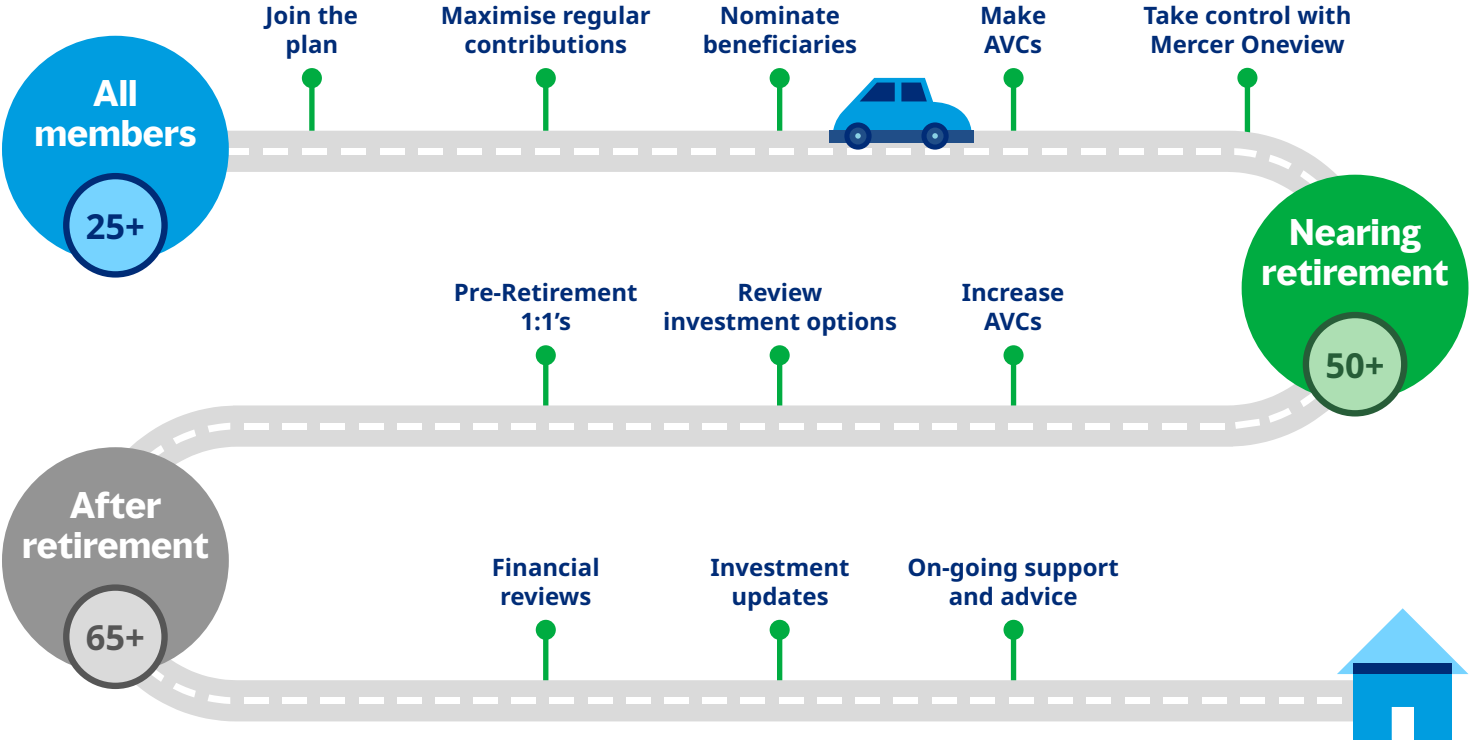 Join the
plan
Maximise regular
contributions
Nominate
beneficiaries
Make
AVCs
Take control with
Mercer Oneview
All
members
25+
Nearing
retirement
50+
Pre-Retirement
1:1’s
Review
investment options
Increase
AVCs
After
retirement
65+
Financial
reviews
Investment
updates
On-going support
and advice